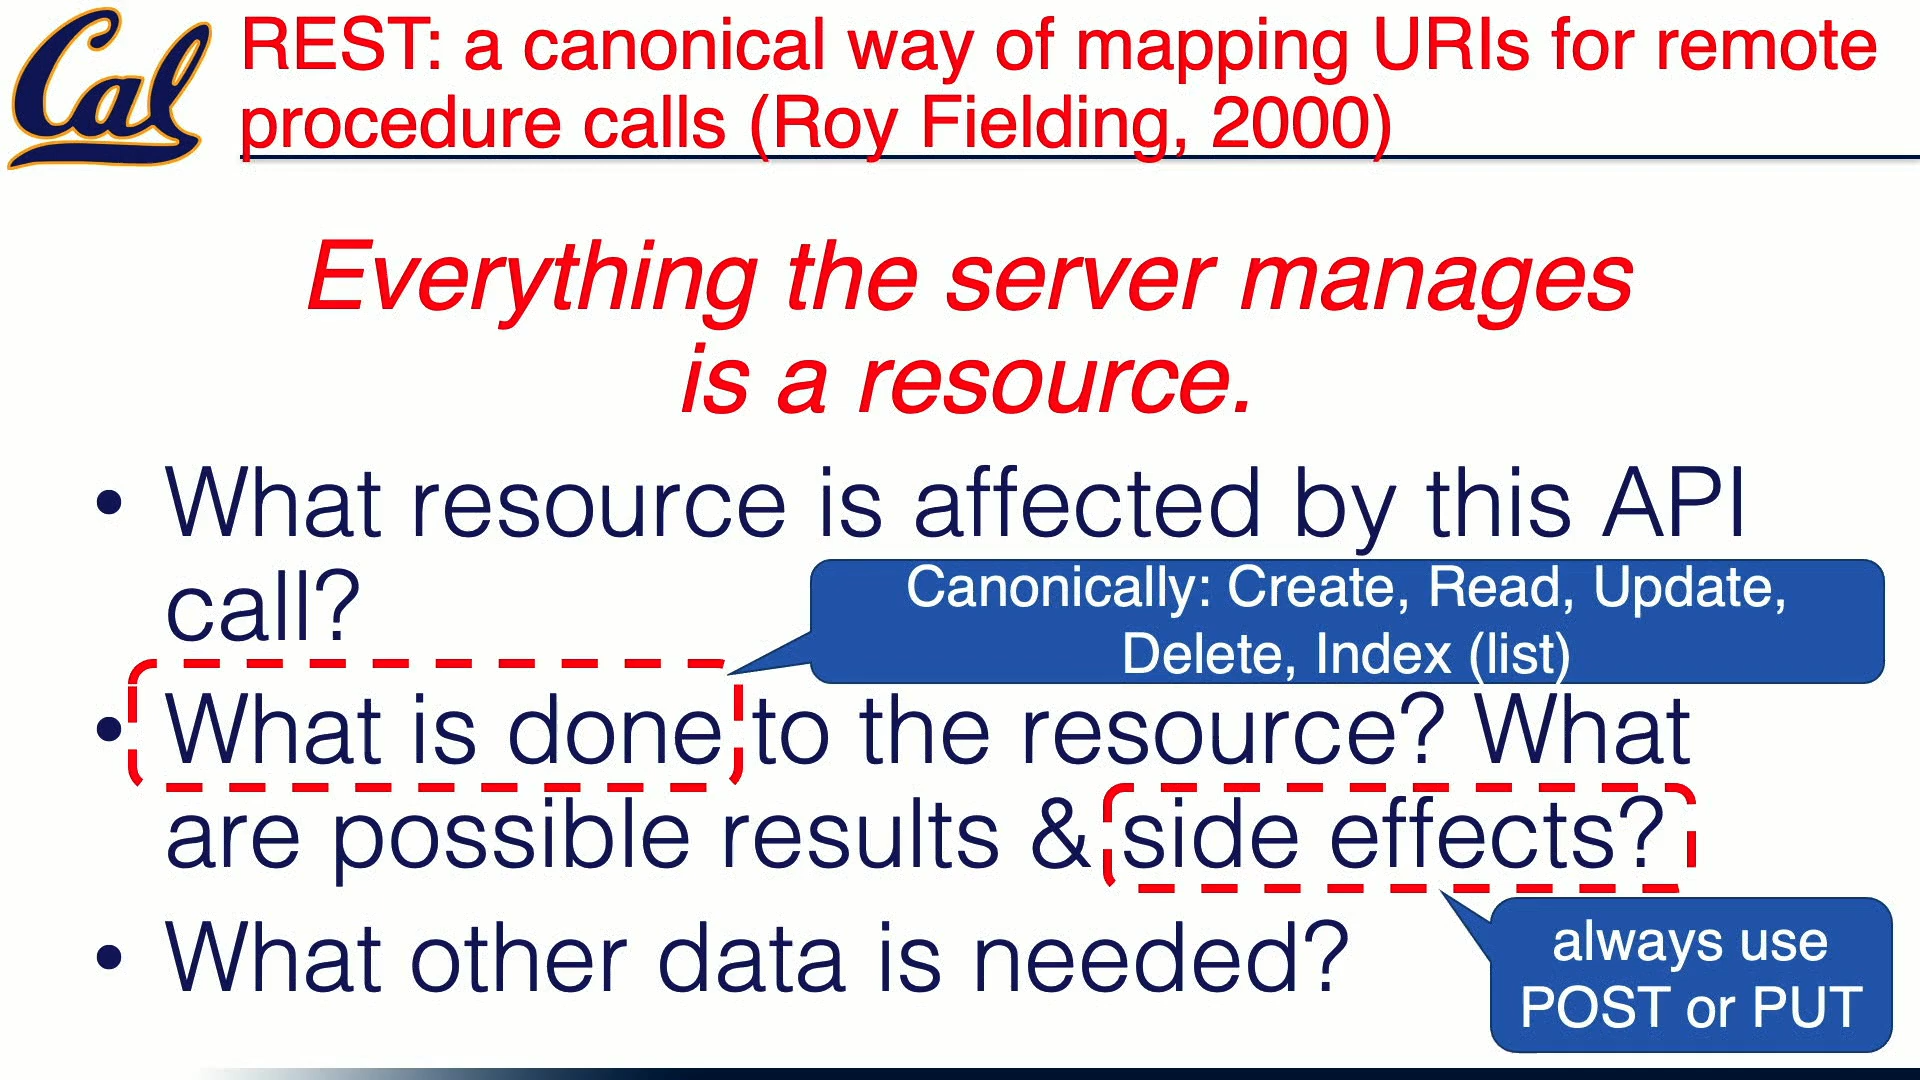 Cal
REST: a canonical way of mapping URIs for remote
procedure calls (Roy Fielding, 2000)
Everything the server manages
is a resource.
• What resource is affected by this API
call?
Canonically: Create, Read, Update,
Delete, Index (list)
• What is done to the resource? What
are possible results & side effects?
• What other data is needed?
always use
POST or PUT